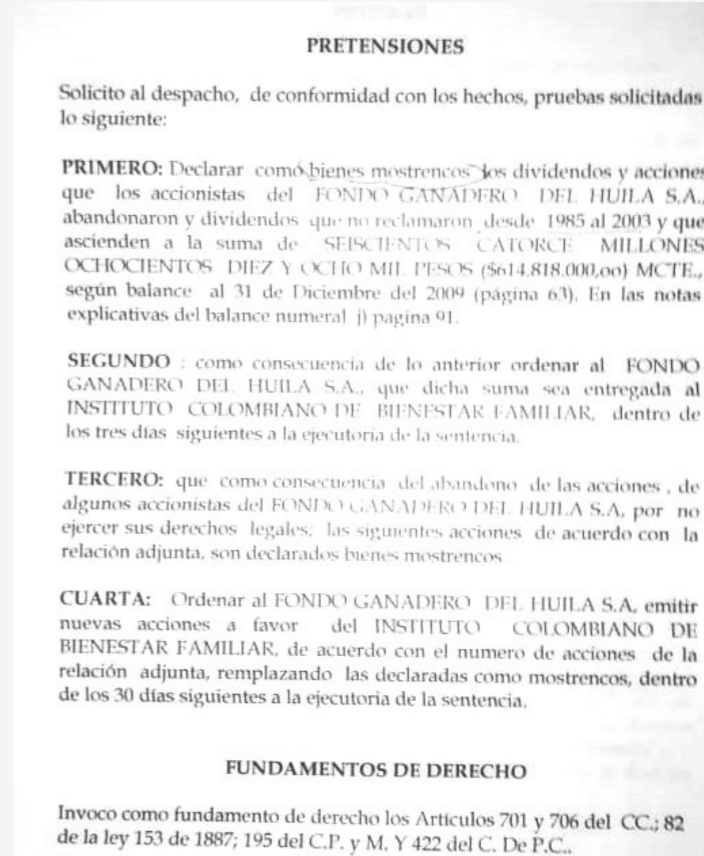 PRETENSIONES
Solicito al despacho, de conformidad con los hechos, pruebas solicitadas
lo siguiente:
PRIMERO: Declarar como bienes mostrencos los dividendos y acciones
que los accionistas del FONDO GANADERO DEL HUILA S.A.,
abandonaron y dividendos que no reclamaron desde 1985 al 2003 y que
ascienden a la suma de SEISCIENTOS CATORCE MILLONES
OCHOCIENTOS DIEZ Y OCHO MIL PESOS ($614.818.000,oo) MCTE.,
según balance al 31 de Diciembre del 2009 (página 63). En las notas
explicativas del balance numeral j) pagina 91.
SEGUNDO : como consecuencia de lo anterior ordenar al FONDO
GANADERO DEL HUILA S.A., que dicha suma sea entregada al
INSTITUTO COLOMBIANO DE BIENESTAR FAMILIAR, dentro de
los tres días siguientes a la ejecutoria de la sentencia.
TERCERO: que como consecuencia del abandono de las acciones , de
algunos accionistas del FONDO GANADERO DEL HUILA S.A, por no
ejercer sus derechos legales; las siguientes acciones de acuerdo con la
relación adjunta, son declarados bienes mostrencos
CUARTA: Ordenar al FONDO GANADERO DEL HUILA S.A, emitir
nuevas acciones a favor del INSTITUTO COLOMBIANO DE
BIENESTAR FAMILIAR, de acuerdo con el numero de acciones de la
relación adjunta, remplazando las declaradas como mostrencos, dentro
de los 30 días siguientes a la ejecutoria de la sentencia.
FUNDAMENTOS DE DERECHO
Invoco como fundamento de derecho los Artículos 701 y 706 del CC.; 82
de la ley 153 de 1887; 195 del C.P. y M. Y 422 del C. De P.C..